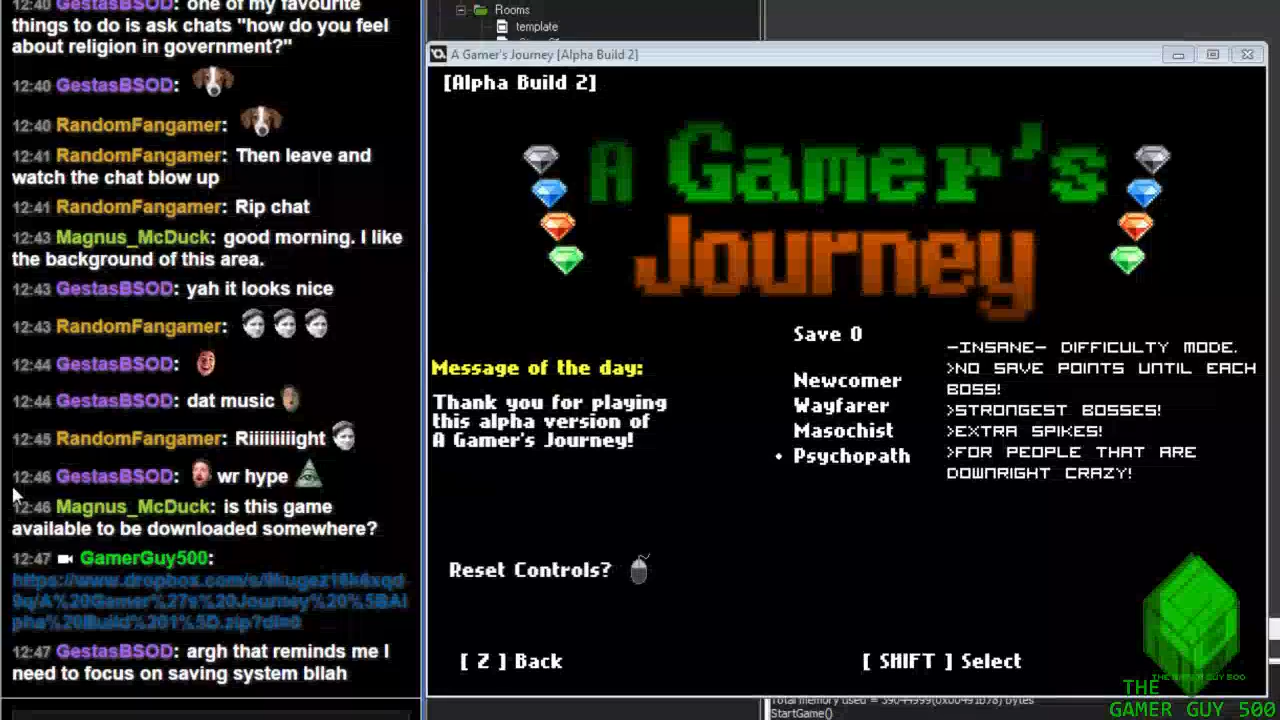 12:40 GestasBSOD: one of my favourite
things to do is ask chats "how do you feel
about religion in government?"
12:40 GestasBSOD:
12:40 RandomFangamer:
12:41 RandomFangamer: Then leave and
watch the chat blow up
12:41 RandomFangamer: Rip chat
12:43 Magnus_McDuck: good morning. I like
the background of this area.
12:43 GestasBSOD: yah it looks nice
12:43 RandomFangamer:
12:44 GestasBSOD:
12:44 GestasBSOD: dat music
12:45 RandomFangamer: Riiiiiiiiight
12:46 GestasBSOD: wr hype
12:46 Magnus_McDuck: is this game
available to be downloaded somewhere?
12:47 GamerGuy500:
12:47 GestasBSOD: argh that reminds me I
need to focus on saving system bllah
Rooms
template
A Gamer's Journey [Alpha Build 2]
[Alpha Build 2]
A Gamer's
Journey
Message of the day:
Thank you for playing
this alpha version of
A Gamer's Journey!
Save 0
Newcomer
Wayfarer
Masochist
Psychopath
-INSANE- DIFFICULTY MODE.
>NO SAVE POINTS UNTIL EACH
BOSS!
>STRONGEST BOSSES!
>EXTRA SPIKES!
>FOR PEOPLE THAT ARE
DOWNRIGHT CRAZY!
Reset Controls?
[ Z ] Back
[ SHIFT ] Select
THE GAMER GUY 500
THE
GAMER GUY 500
StartGame()